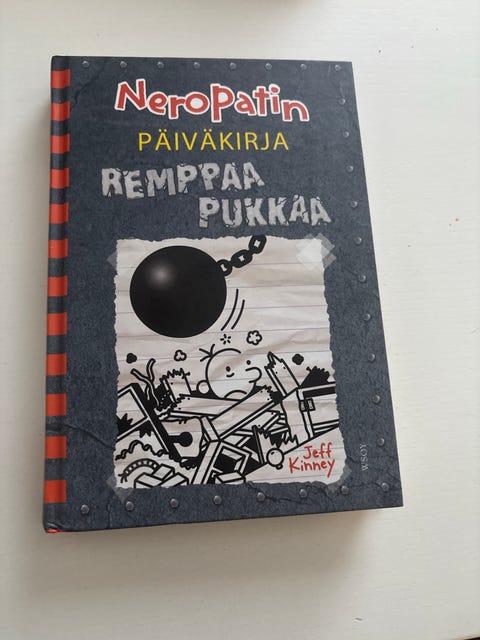 NeRoPatin
PÄIVÄKIRJA
REMPPAA
PUKKAA
Jeff
Kinney
WSOY